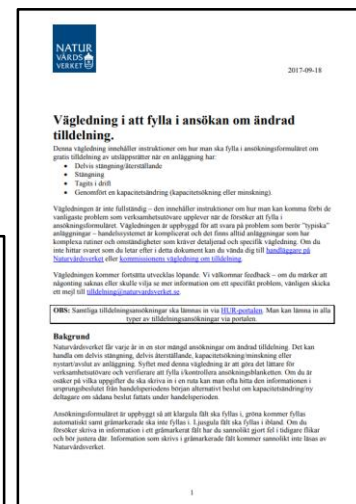 NATUR
VÅRDS
VERKET
2017-09-18
Vägledning i att fylla i ansökan om ändrad
tilldelning.
Denna vägledning innehåller instruktioner om hur man ska fylla i ansökningsformuläret om
gratis tilldelning av utsläppsrätter när en anläggning har:
• Delvis stängning/återställande
• Stängning
• Tagits i drift
• Genomfört en kapacitetsändring (kapacitetsökning eller minskning).
Vägledningen är inte fullständig – den innehåller instruktioner om hur man kan komma förbi de
vanligaste problem som verksamhetsutövare upplever när de försöker att fylla i
ansökningsformuläret. Vägledningen är uppbyggd för att svara på problem som berör "typiska"
anläggningar – handelssystemet är komplicerat och det finns alltid anläggningar som har
komplexa rutiner och omständigheter som kräver detaljerad och specifik vägledning. Om du
inte hittar svaret som du letar efter i detta dokument kan du vända dig till handläggare på
Naturvårdsverket eller kommissionens vägledning om tilldelning.
Vägledningen kommer fortsätta utvecklas löpande. Vi välkomnar feedback – om du märker att
någonting saknas eller skulle vilja se mer information om ett specifikt problem, vänligen skicka
ett mejl till tilldelning@naturvardsverket.se
OBS: Samtliga tilldelningsansökningar ska lämnas in via HUR-portalen. Man kan lämna in alla
typer av tilldelningsansökningar via portalen.
Bakgrund
Naturvårdsverket får varje år in en stor mängd ansökningar om ändrad tilldelning. Det kan
handla om delvis stängning, delvis återställande, kapacitetsökning/minskning eller
nystart/avslut av anläggning. Syftet med denna vägledning är att göra det lättare för
verksamhetsutövare och verifierare att fylla i/kontrollera ansökningsblanketten. Om du är
osäker på vilka uppgifter du ska skriva in i en ruta kan man ofta hitta den informationen i
ursprungsbeslutet från handelsperiodens början alternativt beslut om kapacitetsändring/ny
deltagare om sådana beslut fattats under handelsperioden.
Ansökningsformuläret är uppbyggt så att klargula fält ska fyllas i, gröna kommer fyllas
automatiskt samt gråmarkerade ska inte fyllas i. Ljusgula fält ska fyllas i ibland. Om du
försöker skriva in information i ett gråmarkerat fält har du sannolikt gjort fel i tidigare flikar
och bör justera där. Information som skrivs i gråmarkerade fält kommer sannolikt inte läsas av
Naturvårdsverket.
1